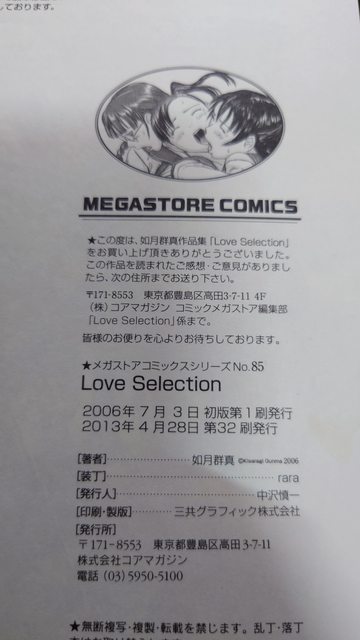 しております。
MEGASTORE COMICS
★この度は、如月群真作品集「Love Selection」
をお買い上げ頂きありがとうございました。
この作品を読まれたご感想・ご意見がありまし
たら、次の住所までお送り下さい。
〒171-8553 東京都豊島区高田3-7-11 4F
(株)コアマガジン コミックメガストア編集部
「Love Selection」係まで。
皆様のお便りを心よりお待ちしております。
★メガストアコミックスシリーズNo.85
Love Selection
2006年7月3日初版第1刷発行
2013年4月28日第32刷発行
[著者]……如月群真 ©Kisaragi Gunma 2006
[装丁]……rara
[発行人]……中沢慎一
[印刷・製版]……三共グラフィック株式会社
[発行所]
〒171-8553 東京都豊島区高田3-7-11
株式会社コアマガジン
電話 (03)5950-5100
★無断複写・複製・転載を禁じます。乱丁・落丁